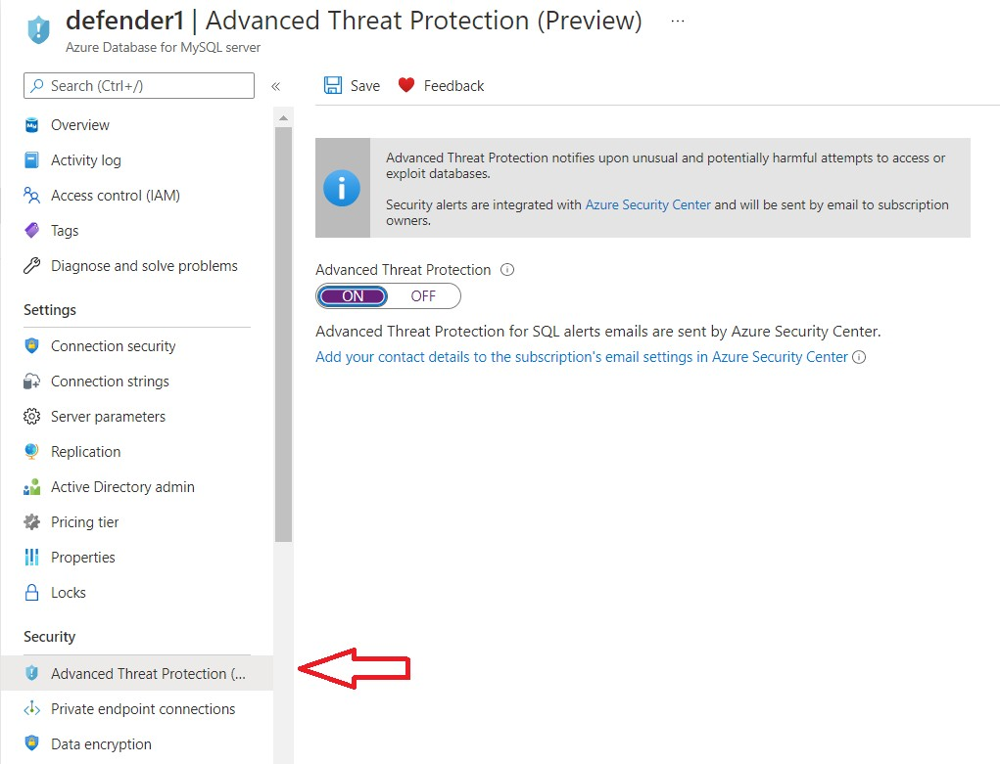 defender1 | Advanced Threat Protection (Preview) ...
Azure Database for MySQL server
Search (Ctrl+/)
«
Overview
Activity log
Access control (IAM)
Tags
Diagnose and solve problems
Settings
Connection security
Connection strings
Server parameters
Replication
Active Directory admin
Pricing tier
Properties
Locks
Security
Advanced Threat Protection (...
Private endpoint connections
Data encryption
Save
Feedback
Advanced Threat Protection notifies upon unusual and potentially harmful attempts to access or
exploit databases.
Security alerts are integrated with Azure Security Center and will be sent by email to subscription
owners.
Advanced Threat Protection
ON OFF
Advanced Threat Protection for SQL alerts emails are sent by Azure Security Center.
Add your contact details to the subscription's email settings in Azure Security Center